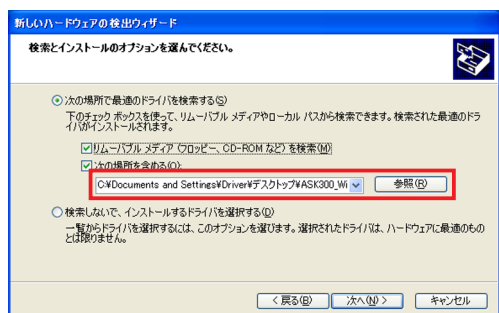 新しいハードウェアの検出ウィザード
検索とインストールのオプションを選んでください。
次の場所で最適のドライバを検索する(S)
下のチェック ボックスを使って、リムーバブル メディアやローカル パスから検索できます。検索された最適のドラ
イバがインストールされます。
リムーバブル メディア (フロッピー、CD-ROM など) を検索(M)
次の場所を含める(O):
C:¥Documents and Settings¥Driver¥デスクトップ¥ASK300_Wi
参照(R)
検索しないで、インストールするドライバを選択する(D)
一覧からドライバを選択するには、このオプションを選びます。選択されたドライバは、ハードウェアに最適のもの
とは限りません。
< 戻る(B)
次へ(N) >
キャンセル